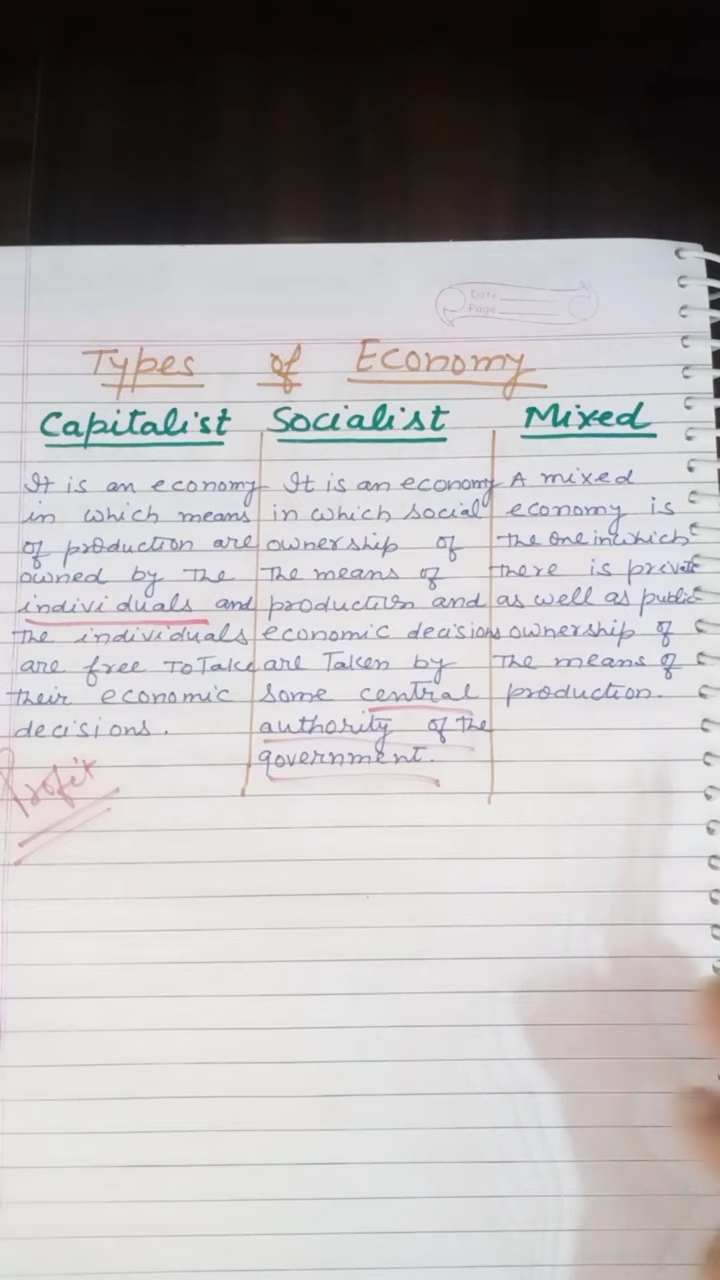 Date
Page
Types of Economy
Capitalist
It is an economy
in which means
of production are
owned by the
individuals and
the individuals
are free to take
their economic
decisions.
Profit
Socialist
It is an economy
in which social
ownership of
the means of
production and
economic decisions
are taken by
some central
authority of the
government.
Mixed
A mixed
economy is
the one in which
there is private
as well as public
ownership of
the means of
production.